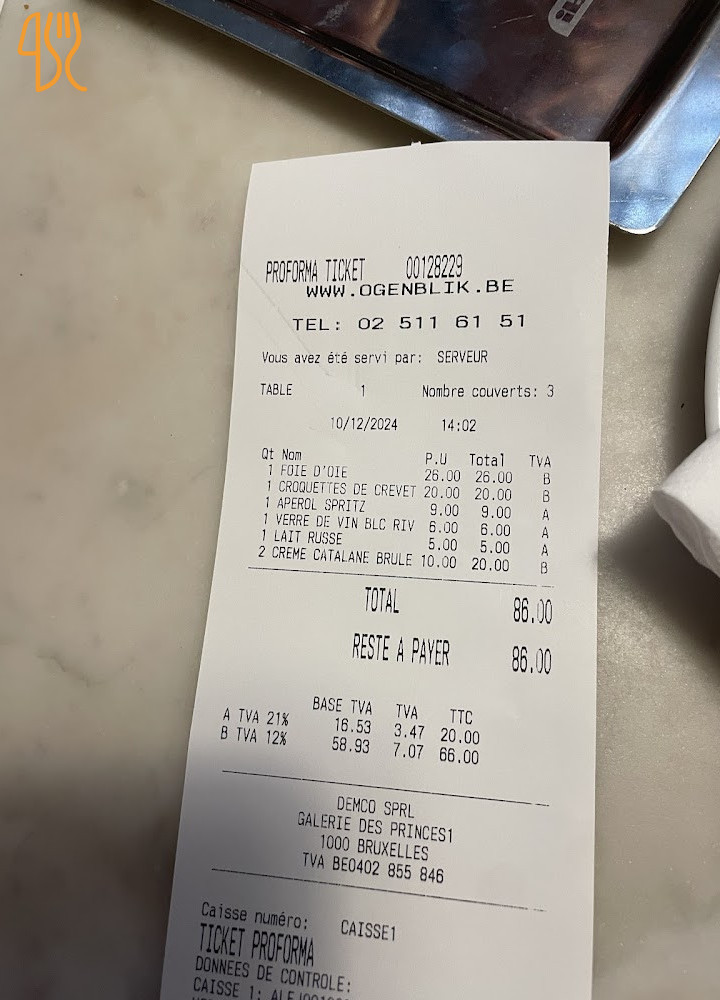 PROFORMA TICKET 00128229
WWW.OGENBLIK.BE
TEL: 02 511 61 51
Vous avez été servi par: SERVEUR
TABLE 1 Nombre couverts: 3
10/12/2024 14:02
Qt Nom P.U Total TVA
1 FOIE D'OIE 26.00 26.00 B
1 CROQUETTES DE CREVET 20.00 20.00 B
1 APEROL SPRITZ 9.00 9.00 A
1 VERRE DE VIN BLC RIV 6.00 6.00 A
1 LAIT RUSSE 5.00 5.00 A
2 CREME CATALANE BRULE 10.00 20.00 B
TOTAL 86.00
RESTE A PAYER 86.00
BASE TVA TVA TTC
A TVA 21% 16.53 3.47 20.00
B TVA 12% 58.93 7.07 66.00
DEMCO SPRL
GALERIE DES PRINCES1
1000 BRUXELLES
TVA BE0402 855 846
Caisse numéro: CAISSE1
TICKET PROFORMA
DONNEES DE CONTROLE:
CAISSE 1: